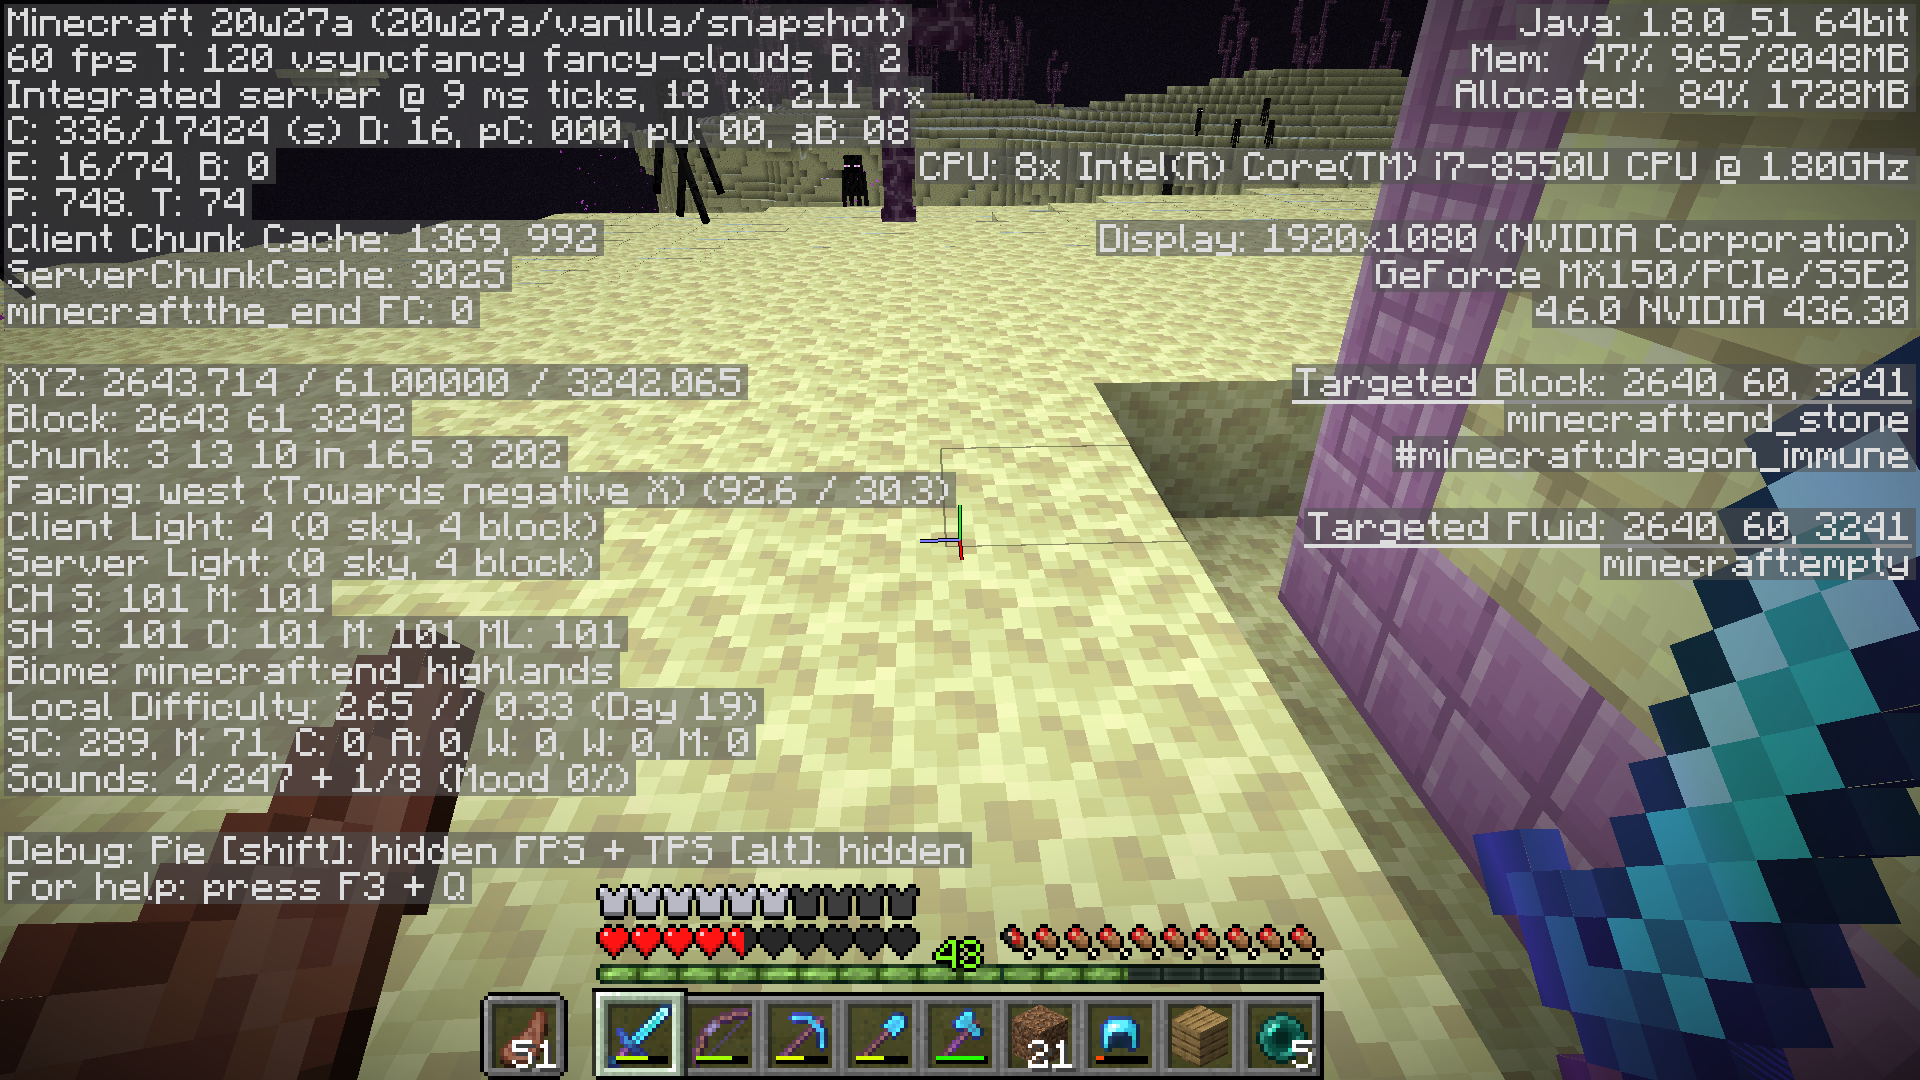 Minecraft 20w27a (20w27a/vanilla/snapshot)
60 fps T: 120 vsyncfancy fancy-clouds B: 2
Integrated server @ 9 ms ticks, 18 tx, 211 rx
C: 336/17424 (s) D: 16, pC: 000, pU: 00, aB: 08
E: 16/74, B: 0
P: 748. T: 74
Client Chunk Cache: 1369, 992
ServerChunkCache: 3025
minecraft:the_end FC: 0
XYZ: 2643.714 / 61.00000 / 3242.065
Block: 2643 61 3242
Chunk: 3 13 10 in 165 3 202
Facing: west (Towards negative X) (92.6 / 30.3)
Client Light: 4 (0 sky, 4 block)
Server Light: (0 sky, 4 block)
CH S: 101 M: 101
SH S: 101 O: 101 M: 101 ML: 101
Biome: minecraft:end_highlands
Local Difficulty: 2.65 // 0.33 (Day 19)
SC: 289, M: 71, C: 0, A: 0, W: 0, W: 0, M: 0
Sounds: 4/247 + 1/8 (Mood 0%)
Debug: Pie [shift]: hidden FPS + TPS [alt]: hidden
For help: press F3 + Q
Java: 1.8.0_51 64bit
Mem: 47% 965/2048MB
Allocated: 84% 1728MB
CPU: 8x Intel(R) Core(TM) i7-8550U CPU @ 1.80GHz
Display: 1920x1080 (NVIDIA Corporation)
GeForce MX150/PCIe/SSE2
4.6.0 NVIDIA 436.30
Targeted Block: 2640, 60, 3241
minecraft:end_stone
#minecraft:dragon_immune
Targeted Fluid: 2640, 60, 3241
minecraft:empty
48
51
21
5